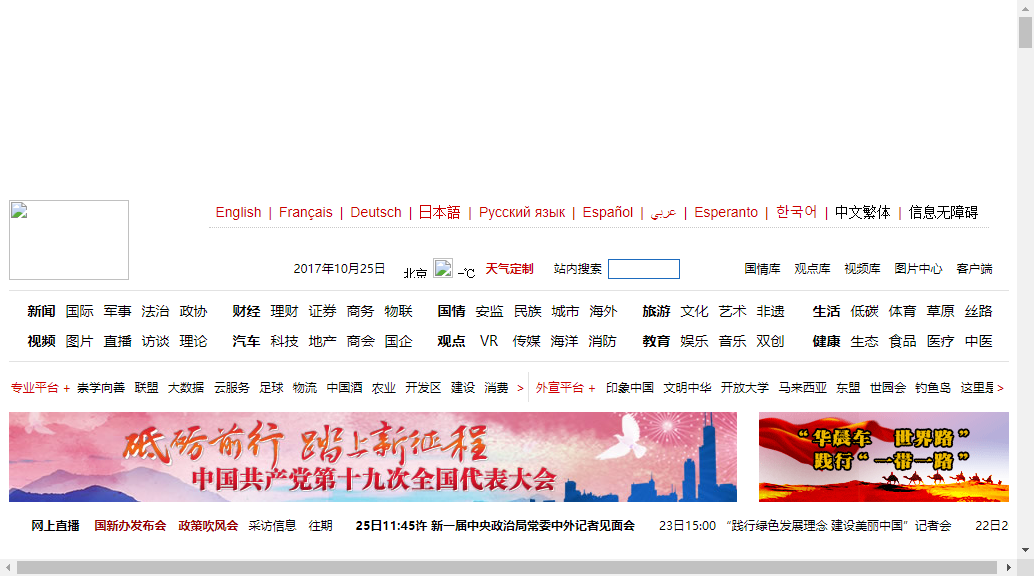 English | Français | Deutsch | 日本語 | Русский язык | Español | عربي | Esperanto | 한국어 | 中文繁体 | 信息无障碍
2017年10月25日 北京 -℃ 天气定制 站内搜索 国情库 观点库 视频库 图片中心 客户端
新闻 国际 军事 法治 政协 财经 理财 证券 商务 物联 国情 安监 民族 城市 海外 旅游 文化 艺术 非遗 生活 低碳 体育 草原 丝路
视频 图片 直播 访谈 理论 汽车 科技 地产 商会 国企 观点 VR 传媒 海洋 消防 教育 娱乐 音乐 双创 健康 生态 食品 医疗 中医
专业平台 + 崇学向善 联盟 大数据 云服务 足球 物流 中国酒 农业 开发区 建设 消费 > 外宣平台 + 印象中国 文明中华 开放大学 马来西亚 东盟 世园会 钓鱼岛 这里是 >
砥砺前行 踏上新征程
中国共产党第十九次全国代表大会
“华晨车 世界路”
践行“一带一路”
网上直播 国新办发布会 政策吹风会 采访信息 往期 25日11:45许 新一届中央政治局常委中外记者见面会 23日15:00 “践行绿色发展理念 建设美丽中国”记者会 22日2